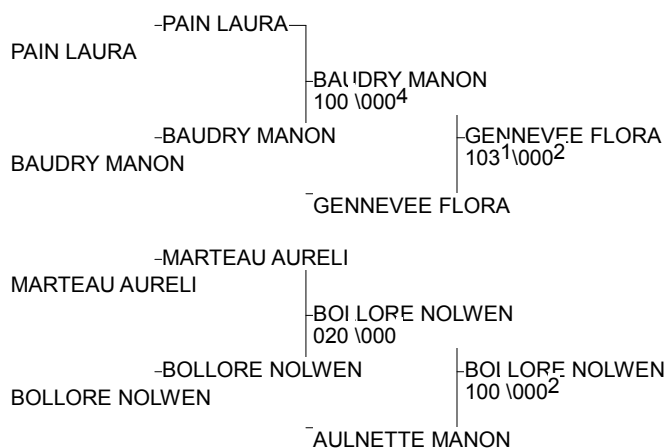 PAIN LAURA
PAIN LAURA
BAUDRY MANON
100 \0004
BAUDRY MANON
BAUDRY MANON
GENNEVEE FLORA
1031\0002
GENNEVEE FLORA
MARTEAU AURELI
MARTEAU AURELI
BOLLORE NOLWEN
020 \000
BOLLORE NOLWEN
BOLLORE NOLWEN
BOLLORE NOLWEN
100 \0002
AULNETTE MANON